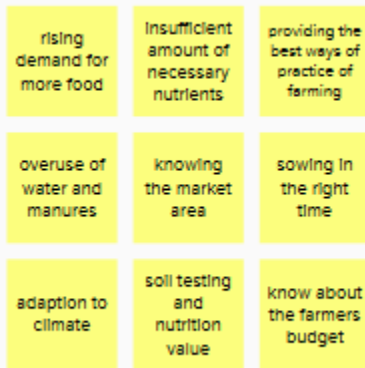 rising
demand for
more food
insufficient
amount of
necessary
nutrients
providing the
best ways of
practice of
farming
overuse of
water and
manures
knowing
the market
area
sowing in
the right
time
adaption to
climate
soil testing
and
nutrition
value
know about
the farmers
budget